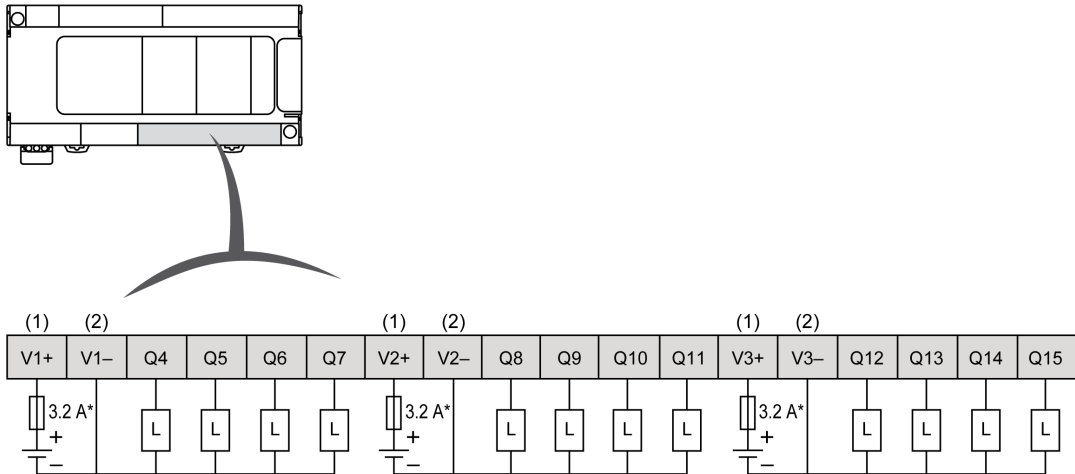 (1) (2) (1) (2) (1) (2)
V1+ V1– Q4 Q5 Q6 Q7 V2+ V2– Q8 Q9 Q10 Q11 V3+ V3– Q12 Q13 Q14 Q15
3.2 A* L L L L 3.2 A* L L L L 3.2 A* L L L L
+ + +
– – –